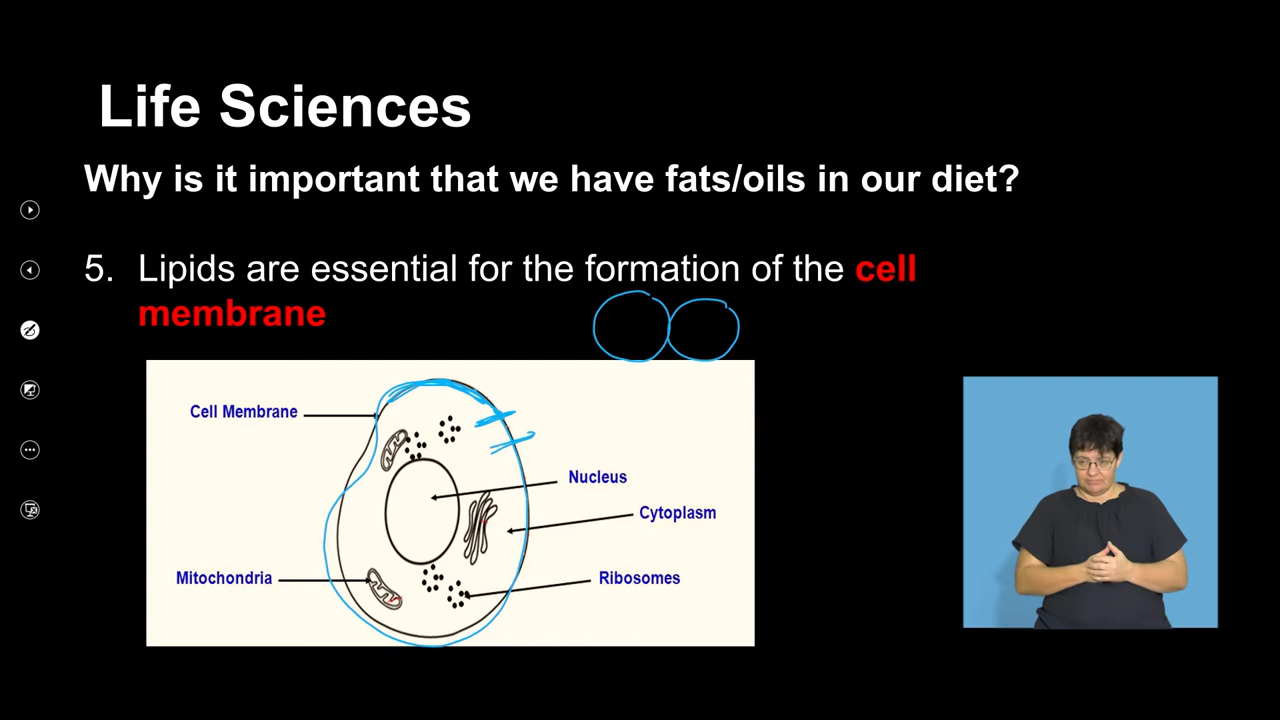 Life Sciences
Why is it important that we have fats/oils in our diet?
5. Lipids are essential for the formation of the cell
membrane
Cell Membrane
Nucleus
Cytoplasm
Mitochondria
Ribosomes